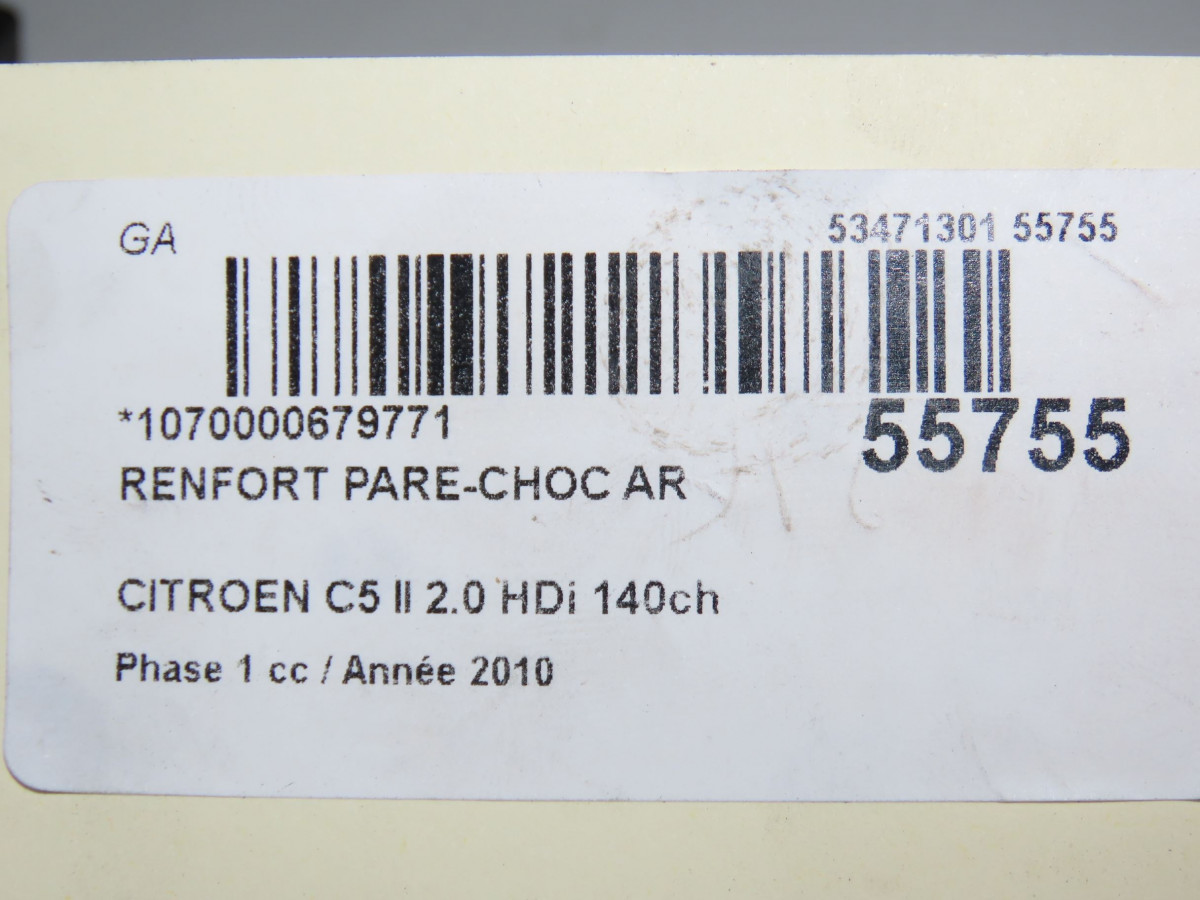 GA
53471301 55755
*1070000679771
55755
RENFORT PARE-CHOC AR
CITROEN C5 II 2.0 HDi 140ch
Phase 1 cc / Année 2010